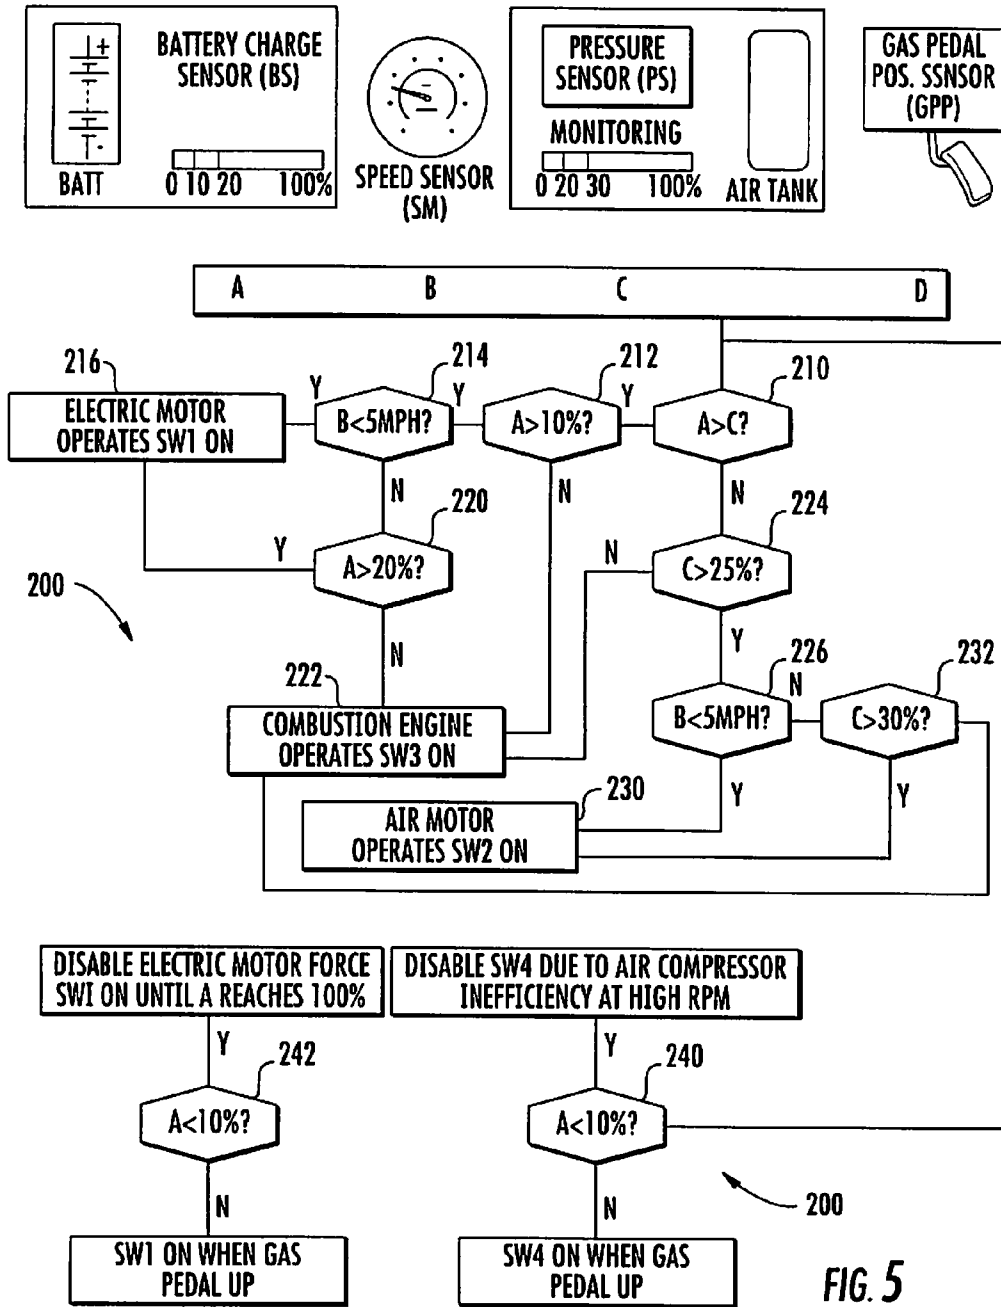 +
-
BATT
BATTERY CHARGE
SENSOR (BS)
0 10 20 100%
SPEED SENSOR
(SM)
PRESSURE
SENSOR (PS)
MONITORING
0 20 30 100%
AIR TANK
GAS PEDAL
POS. SSNSOR
(GPP)
A B C D
216
214
212
210
ELECTRIC MOTOR
OPERATES SW1 ON
Y
B<5MPH?
Y
A>10%?
Y
A>C?
N
N
N
220
224
Y
A>20%?
N
C>25%?
200
N
Y
222
226
232
COMBUSTION ENGINE
OPERATES SW3 ON
B<5MPH?
N
C>30%?
230
Y
Y
AIR MOTOR
OPERATES SW2 ON
DISABLE ELECTRIC MOTOR FORCE
SWI ON UNTIL A REACHES 100%
DISABLE SW4 DUE TO AIR COMPRESSOR
INEFFICIENCY AT HIGH RPM
Y
242
Y
240
A<10%?
A<10%?
N
N
200
SW1 ON WHEN GAS
PEDAL UP
SW4 ON WHEN GAS
PEDAL UP
FIG. 5